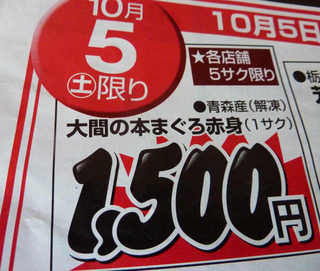 10月
5
土限り
10月5日
★各店舗
5サク限り
●青森産(解凍)
大間の本まぐろ赤身(1サク)
1,500円
●栃